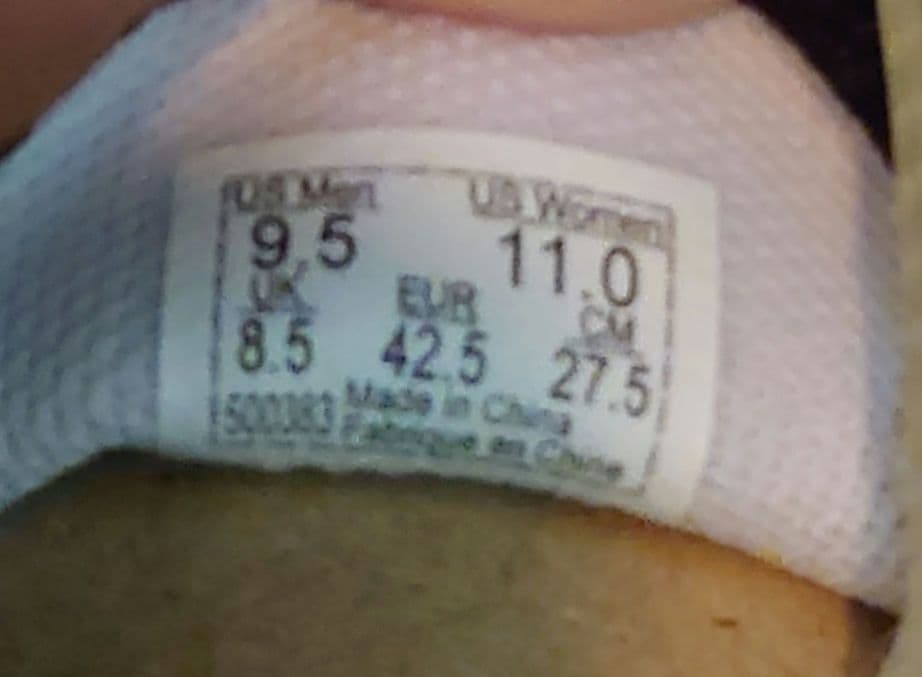 US Men US Women
9.5 11.0
UK EUR CM
8.5 42.5 27.5
500383 Made in China
Fabriqué en Chine